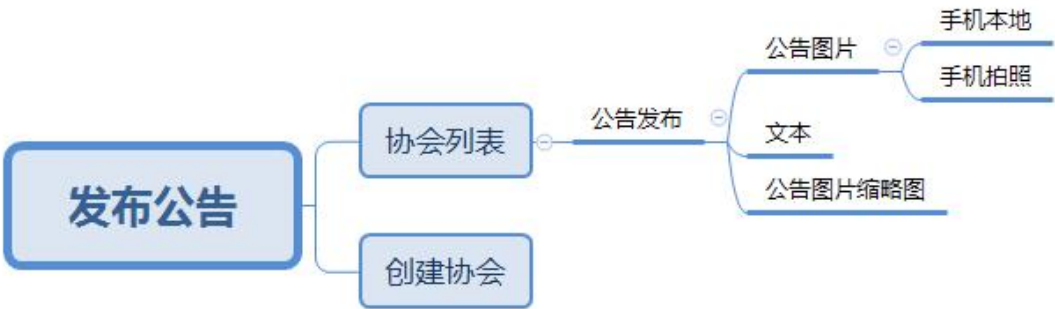 发布公告
协会列表
公告发布
公告图片
手机本地
手机拍照
文本
公告图片缩略图
创建协会